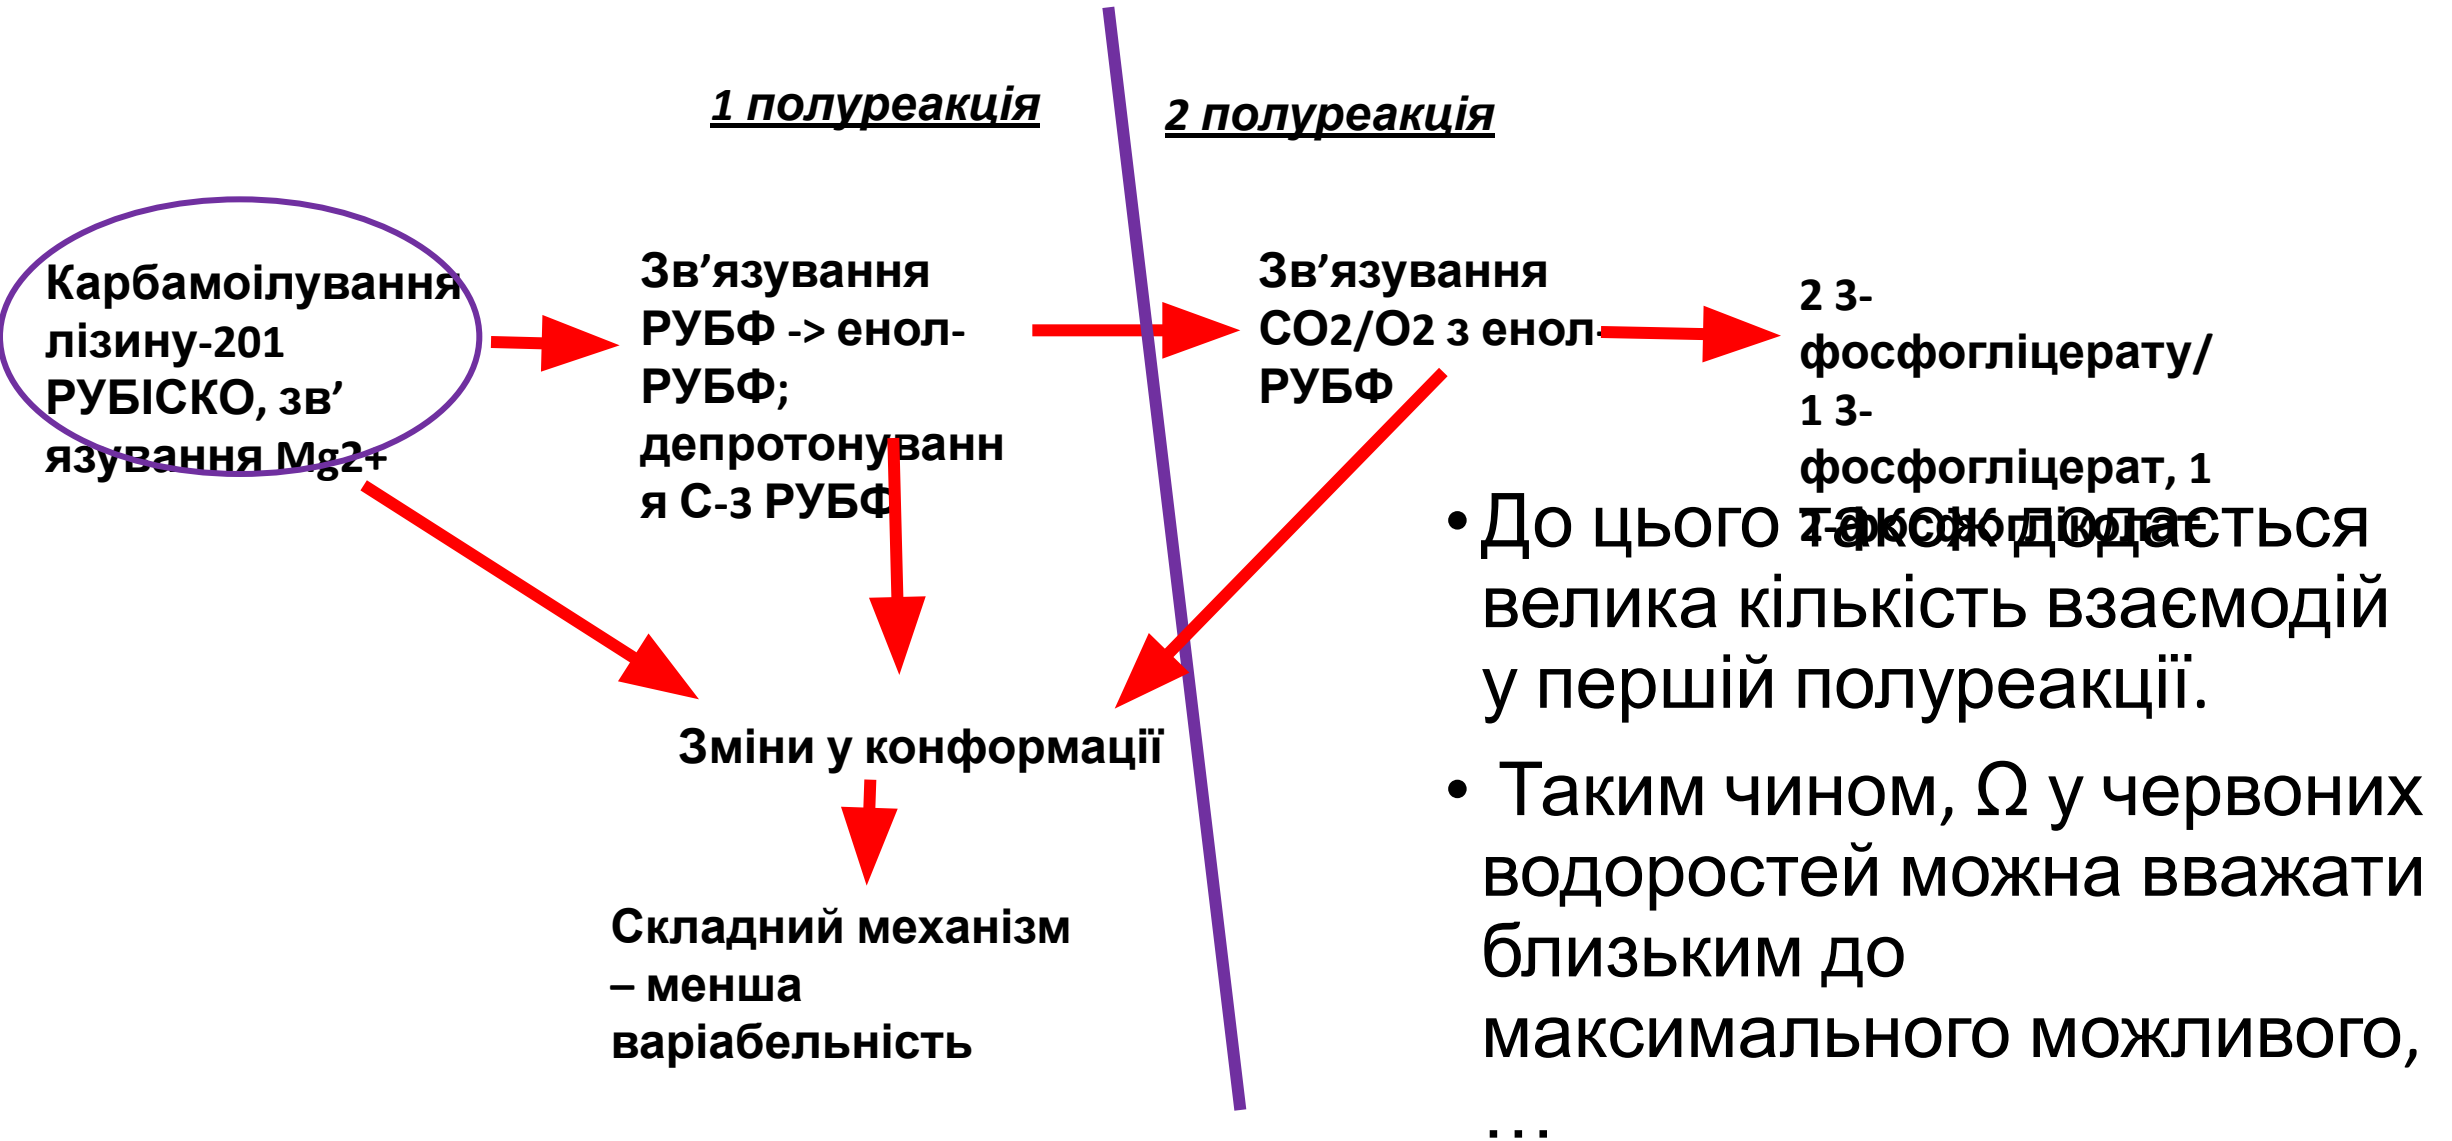 1 полуреакція
2 полуреакція
Карбамоілування
лізину-201
РУБІСКО, зв’
язування Mg2+
Зв’язування
РУБФ -> енол-
РУБФ;
депротонуванн
я С-3 РУБФ
Зв’язування
СО2/О2 з енол-
РУБФ
2 3-
фосфогліцерату/
1 3-
фосфогліцерат, 1
2-фосфогліколат
Зміни у конформації
Складний механізм
– менша
варіабельність
• До цього також додається
велика кількість взаємодій
у першій полуреакції.
• Таким чином, Ω у червоних
водоростей можна вважати
близьким до
максимального можливого,
…